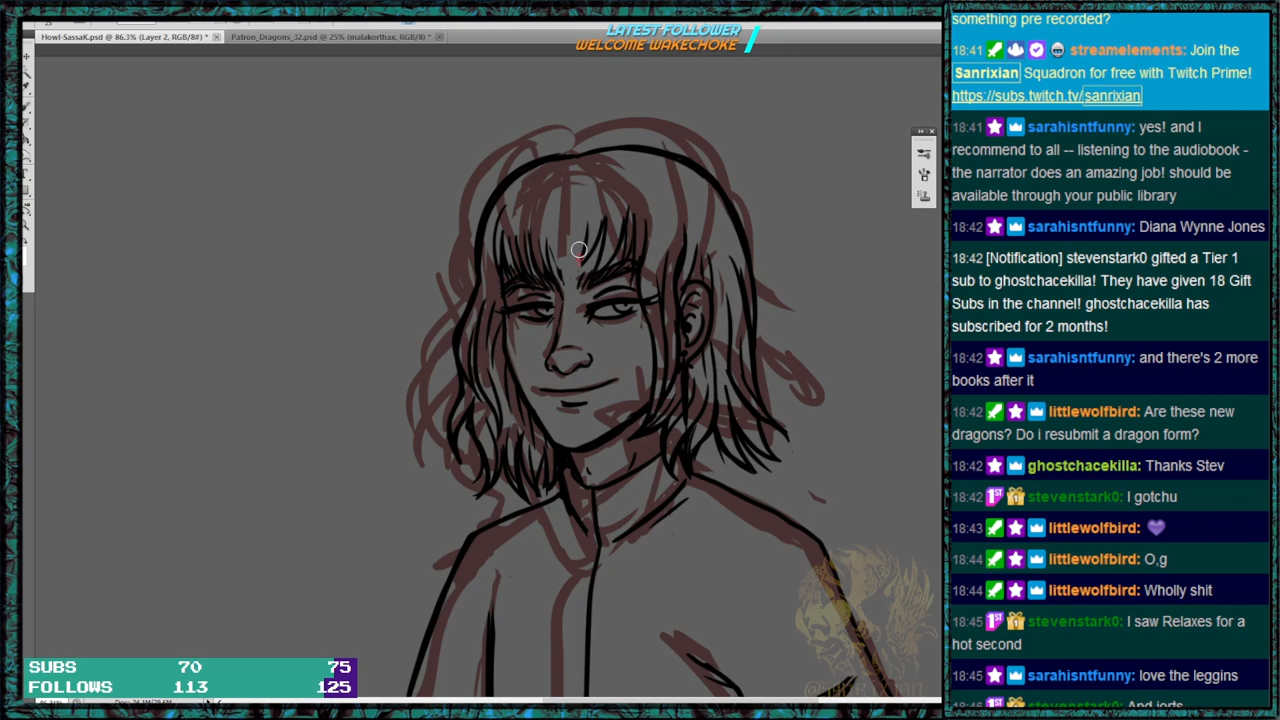 Howl-SassaK.psd @ 86.3% (Layer 2, RGB/8#) *
Patron_Dragons_32.psd @ 25% (malakorthax, RGB/8) *
LATEST FOLLOWER
WELCOME WAKECHOKE
SUBS 70 75
FOLLOWS 113 125
something pre recorded?
18:41 streamelements: Join the
Sanrixian Squadron for free with Twitch Prime!
https://subs.twitch.tv/sanrixian
18:41 sarahisntfunny: yes! and I
recommend to all -- listening to the audiobook -
the narrator does an amazing job! should be
available through your public library
18:42 sarahisntfunny: Diana Wynne Jones
18:42 [Notification] stevenstark0 gifted a Tier 1
sub to ghostchacekilla! They have given 18 Gift
Subs in the channel! ghostchacekilla has
subscribed for 2 months!
18:42 sarahisntfunny: and there's 2 more
books after it
18:42 littlewolfbird: Are these new
dragons? Do i resubmit a dragon form?
18:42 ghostchacekilla: Thanks Stev
18:42 stevenstark0: I gotchu
18:43 littlewolfbird: 💜
18:44 littlewolfbird: O,g
18:44 littlewolfbird: Wholly shit
18:45 stevenstark0: I saw Relaxes for a
hot second
18:45 sarahisntfunny: love the leggins
18:46 stevenstark0: And jorts